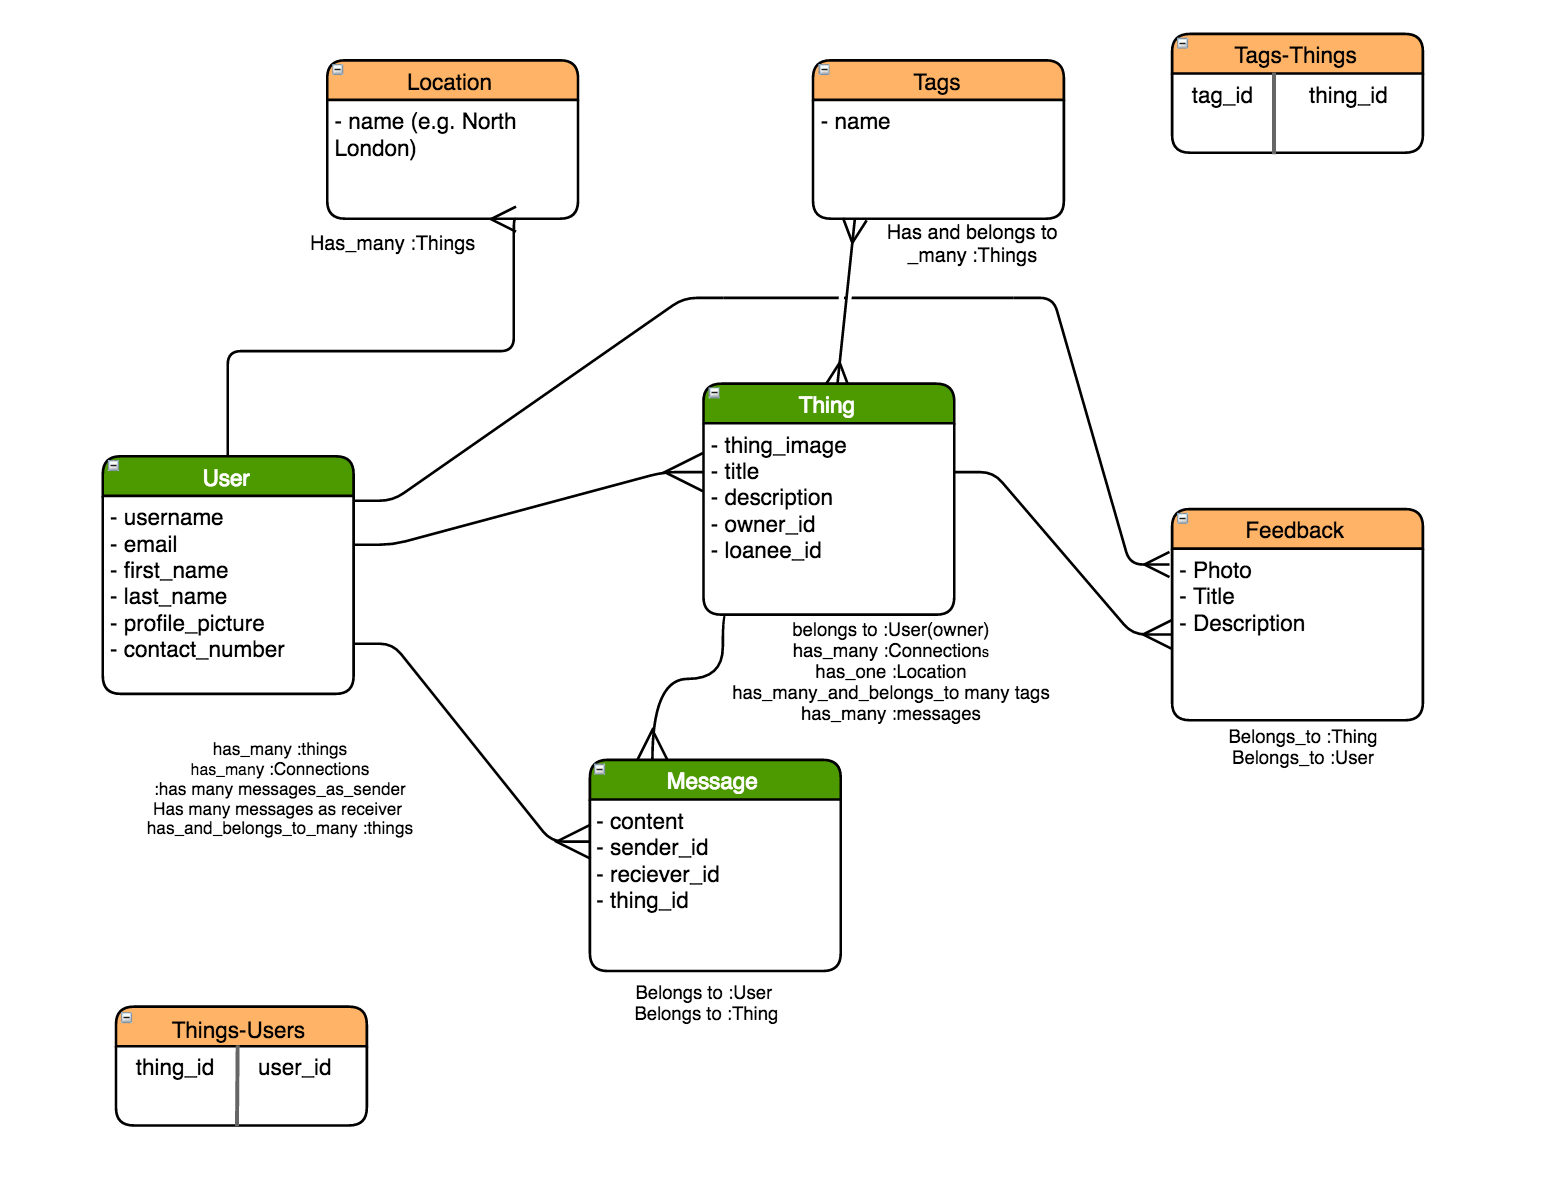 Location
- name (e.g. North
London)
Has_many :Things
Tags
- name
Has and belongs to
_many :Things
Tags-Things
tag_id
thing_id
Thing
- thing_image
- title
- description
- owner_id
- loanee_id
belongs to :User(owner)
has_many :Connections
has_one :Location
has_many_and_belongs_to many tags
has_many :messages
User
- username
- email
- first_name
- last_name
- profile_picture
- contact_number
has_many :things
has_many :Connections
:has many messages_as_sender
Has many messages as receiver
has_and_belongs_to_many :things
Feedback
- Photo
- Title
- Description
Belongs_to :Thing
Belongs_to :User
Message
- content
- sender_id
- reciever_id
- thing_id
Belongs to :User
Belongs to :Thing
Things-Users
thing_id
user_id